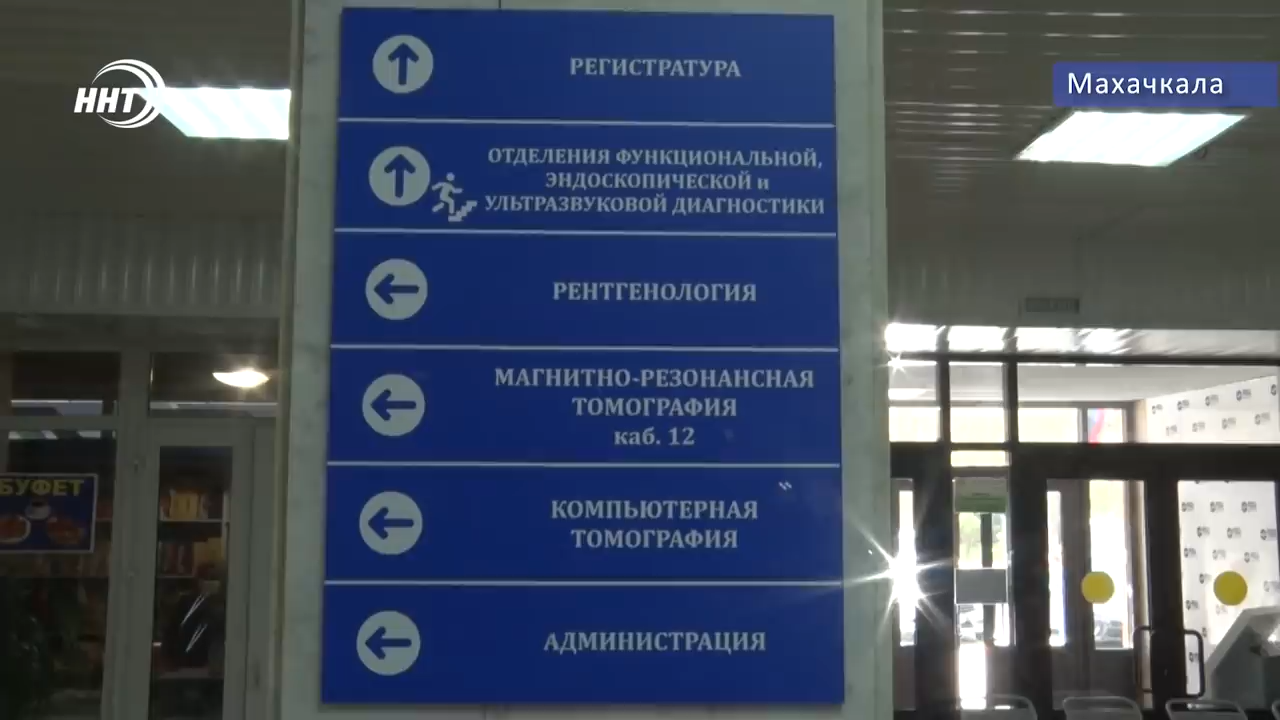 ННТ
Махачкала
РЕГИСТРАТУРА
ОТДЕЛЕНИЯ ФУНКЦИОНАЛЬНОЙ,
ЭНДОСКОПИЧЕСКОЙ и
УЛЬТРАЗВУКОВОЙ ДИАГНОСТИКИ
РЕНТГЕНОЛОГИЯ
МАГНИТНО-РЕЗОНАНСНАЯ
ТОМОГРАФИЯ
каб. 12
КОМПЬЮТЕРНАЯ
ТОМОГРАФИЯ
АДМИНИСТРАЦИЯ
БУФЕТ